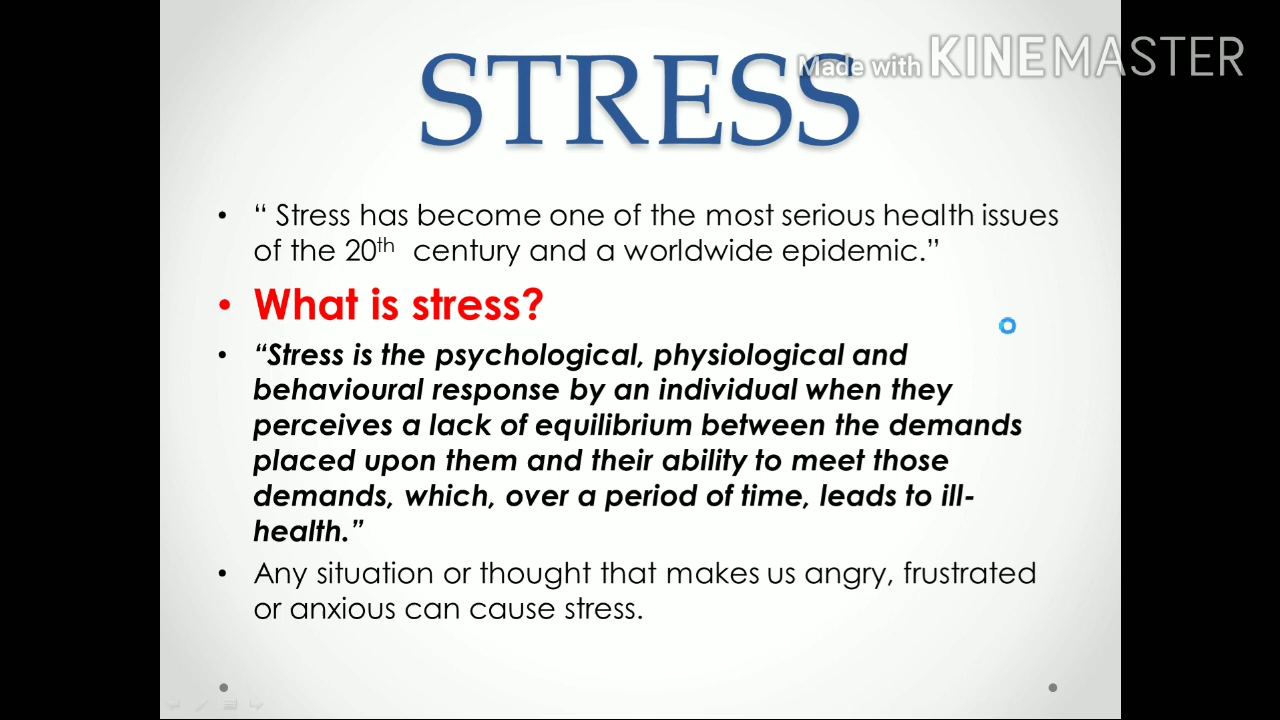 STRESS
Made with KINEMASTER
• “ Stress has become one of the most serious health issues
of the 20th century and a worldwide epidemic.”
• What is stress?
• “Stress is the psychological, physiological and
behavioural response by an individual when they
perceives a lack of equilibrium between the demands
placed upon them and their ability to meet those
demands, which, over a period of time, leads to ill-
health.”
• Any situation or thought that makes us angry, frustrated
or anxious can cause stress.